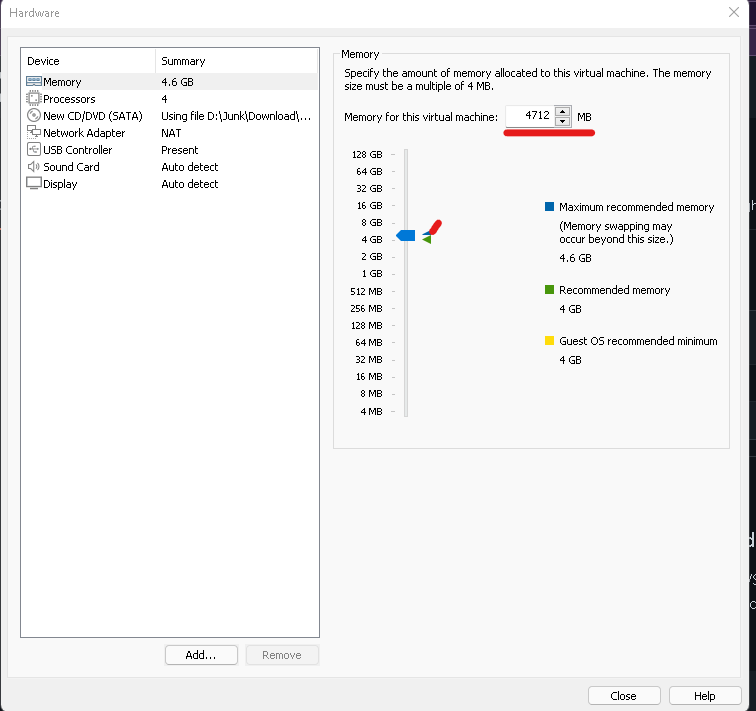 Hardware
Device Summary
Memory 4.6 GB
Processors 4
New CD/DVD (SATA) Using file D:\Junk\Download\...
Network Adapter NAT
USB Controller Present
Sound Card Auto detect
Display Auto detect
Add...
Remove
Memory
Specify the amount of memory allocated to this virtual machine. The memory
size must be a multiple of 4 MB.
Memory for this virtual machine: 4712 MB
128 GB
64 GB
32 GB
16 GB
8 GB
4 GB
2 GB
1 GB
512 MB
256 MB
128 MB
64 MB
32 MB
16 MB
8 MB
4 MB
Maximum recommended memory
(Memory swapping may
occur beyond this size.)
4.6 GB
Recommended memory
4 GB
Guest OS recommended minimum
4 GB
Close
Help